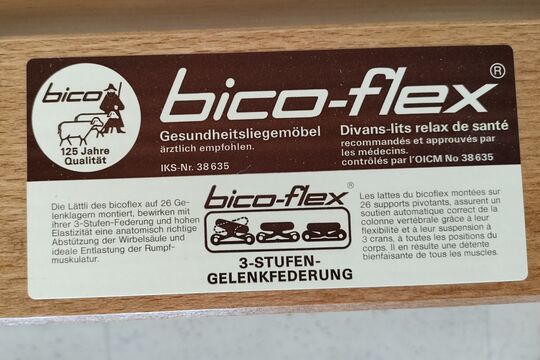 bico
125 Jahre
Qualität
bico-flex®
Gesundheitsliegemöbel
ärztlich empfohlen.
IKS-Nr. 38 635
Divans-lits relax de santé
recommandés et approuvés par
les médecins.
contrôlés par l'OICM No 38 635
Die Lättli des bicoflex auf 26 Ge-
lenklagern montiert, bewirken mit
ihrer 3-Stufen-Federung und hohen
Elastizität eine anatomisch richtige
Abstützung der Wirbelsäule und
ideale Entlastung der Rumpf-
muskulatur.
bico-flex®
3-STUFEN-
GELENKFEDERUNG
Les lattes du bicoflex montées sur
26 supports pivotants, assurent un
soutien automatique correct de la
colonne vertébrale grâce à leur
flexibilité et à leur suspension à
3 crans, à toutes les positions du
corps. Il en resulte une détente
bienfaisante de tous les muscles.